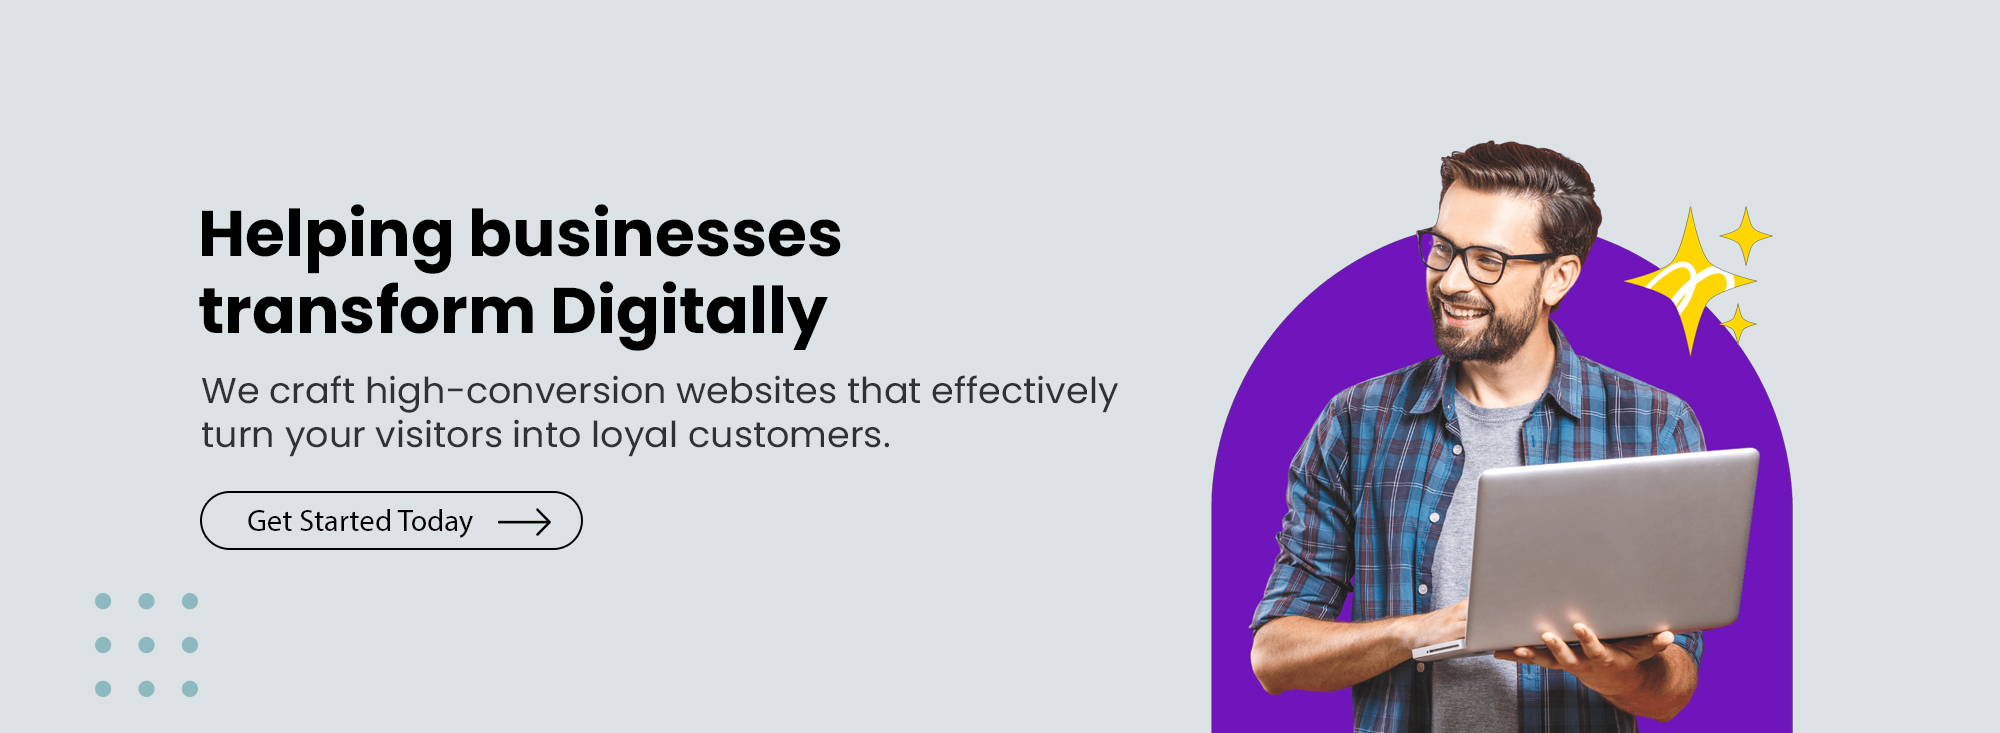 Helping businesses
transform Digitally
We craft high-conversion websites that effectively
turn your visitors into loyal customers.
Get Started Today